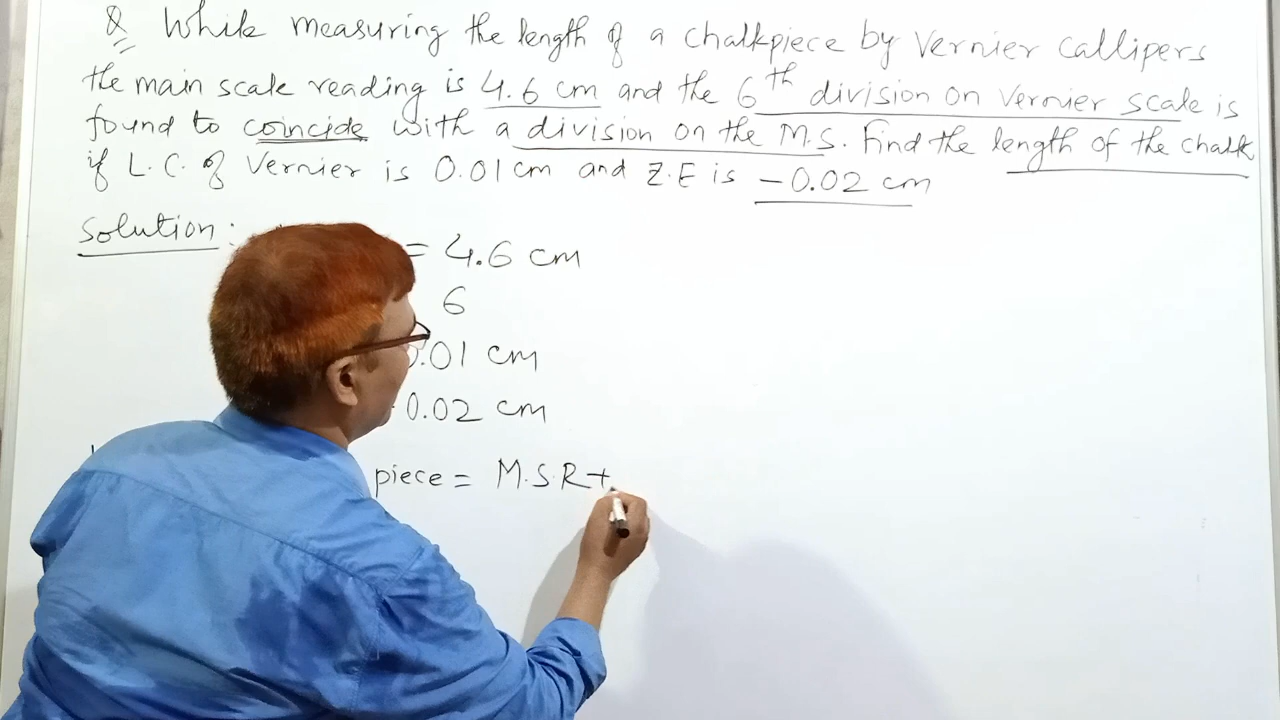 Q While measuring the length of a chalkpiece by Vernier Callipers
the main scale reading is 4.6 cm and the 6th division on Vernier scale is
found to coincide with a division on the M.S. Find the length of the chalk
if L.C. of Vernier is 0.01 cm and Z.E is -0.02 cm
Solution:
= 4.6 cm
6
0.01 cm
0.02 cm
piece = M.S.R +